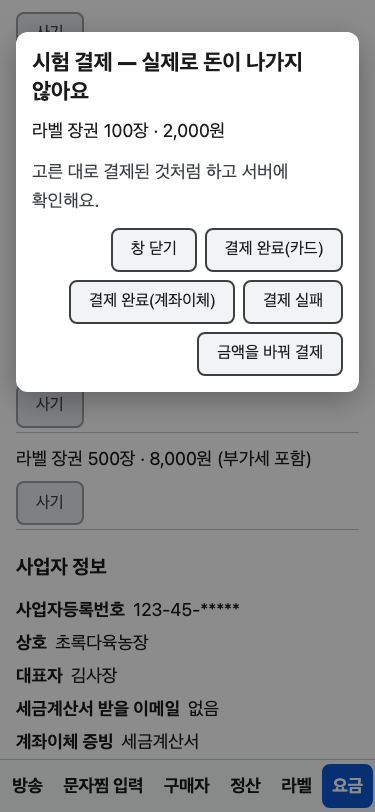 시험 결제 — 실제로 돈이 나가지
않아요
라벨 장권 100장 · 2,000원
고른 대로 결제된 것처럼 하고 서버에
확인해요.
창 닫기
결제 완료(카드)
결제 완료(계좌이체)
결제 실패
금액을 바꿔 결제
사기
라벨 장권 500장 · 8,000원 (부가세 포함)
사기
사업자 정보
사업자등록번호 123-45-*****
상호 초록다육농장
대표자 김사장
세금계산서 받을 이메일 없음
계좌이체 증빙 세금계산서
방송 문자찜 입력 구매자 정산 라벨 요금